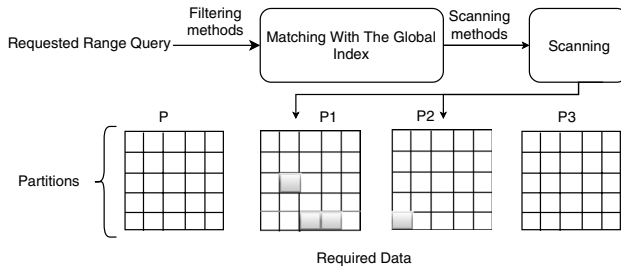 Requested Range Query
Filtering
methods
Matching With The Global
Index
Scanning
methods
Scanning
P
P1
P2
P3
Partitions
Required Data